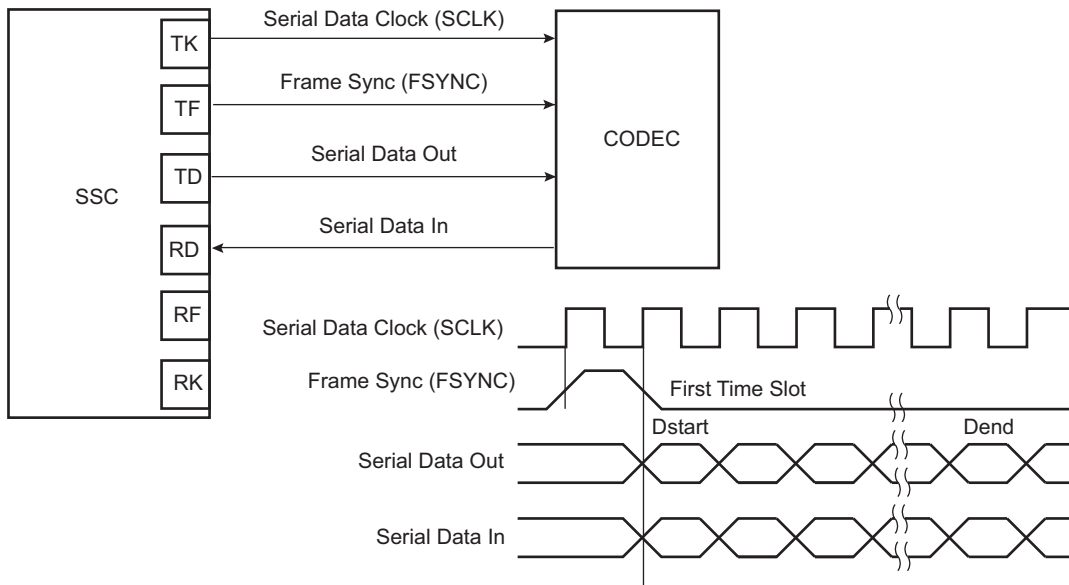 Serial Data Clock (SCLK)
TK
Frame Sync (FSYNC)
TF
CODEC
Serial Data Out
TD
SSC
Serial Data In
RD
RF
Serial Data Clock (SCLK)
RK
Frame Sync (FSYNC)
First Time Slot
Dstart
Dend
Serial Data Out
Serial Data In